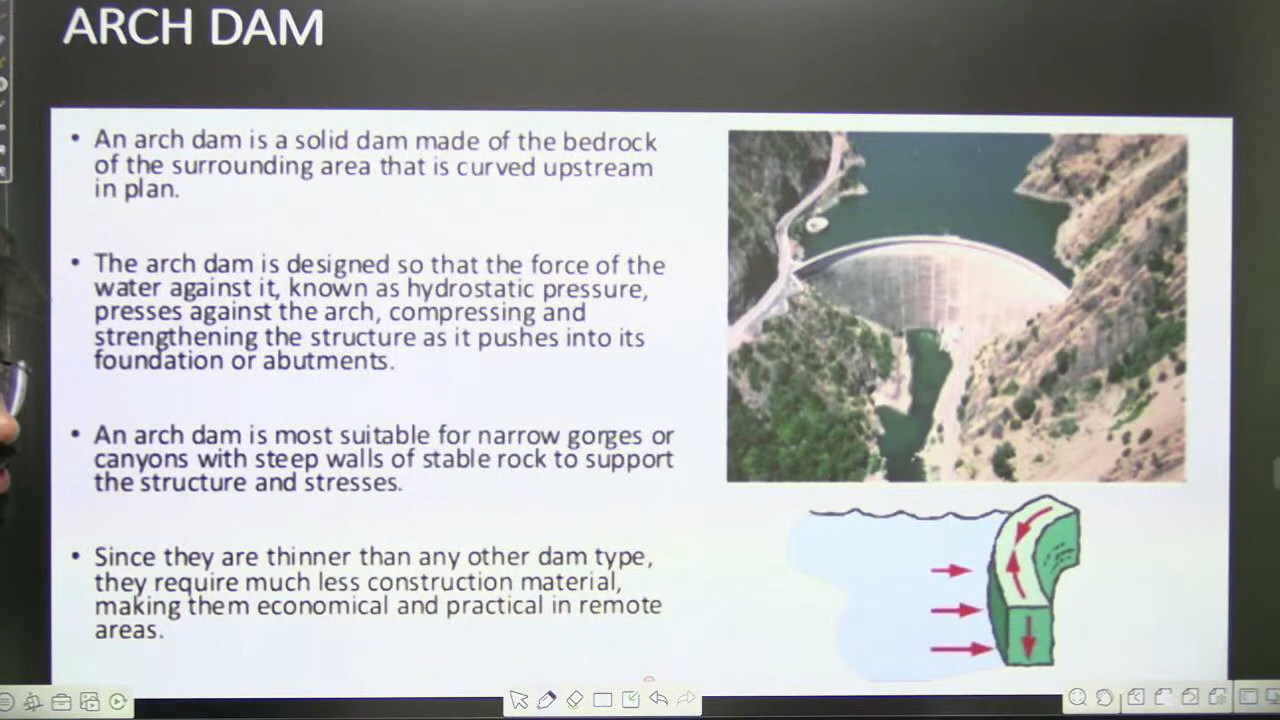 ARCH DAM
• An arch dam is a solid dam made of the bedrock
of the surrounding area that is curved upstream
in plan.
• The arch dam is designed so that the force of the
water against it, known as hydrostatic pressure,
presses against the arch, compressing and
strengthening the structure as it pushes into its
foundation or abutments.
• An arch dam is most suitable for narrow gorges or
canyons with steep walls of stable rock to support
the structure and stresses.
• Since they are thinner than any other dam type,
they require much less construction material,
making them economical and practical in remote
areas.